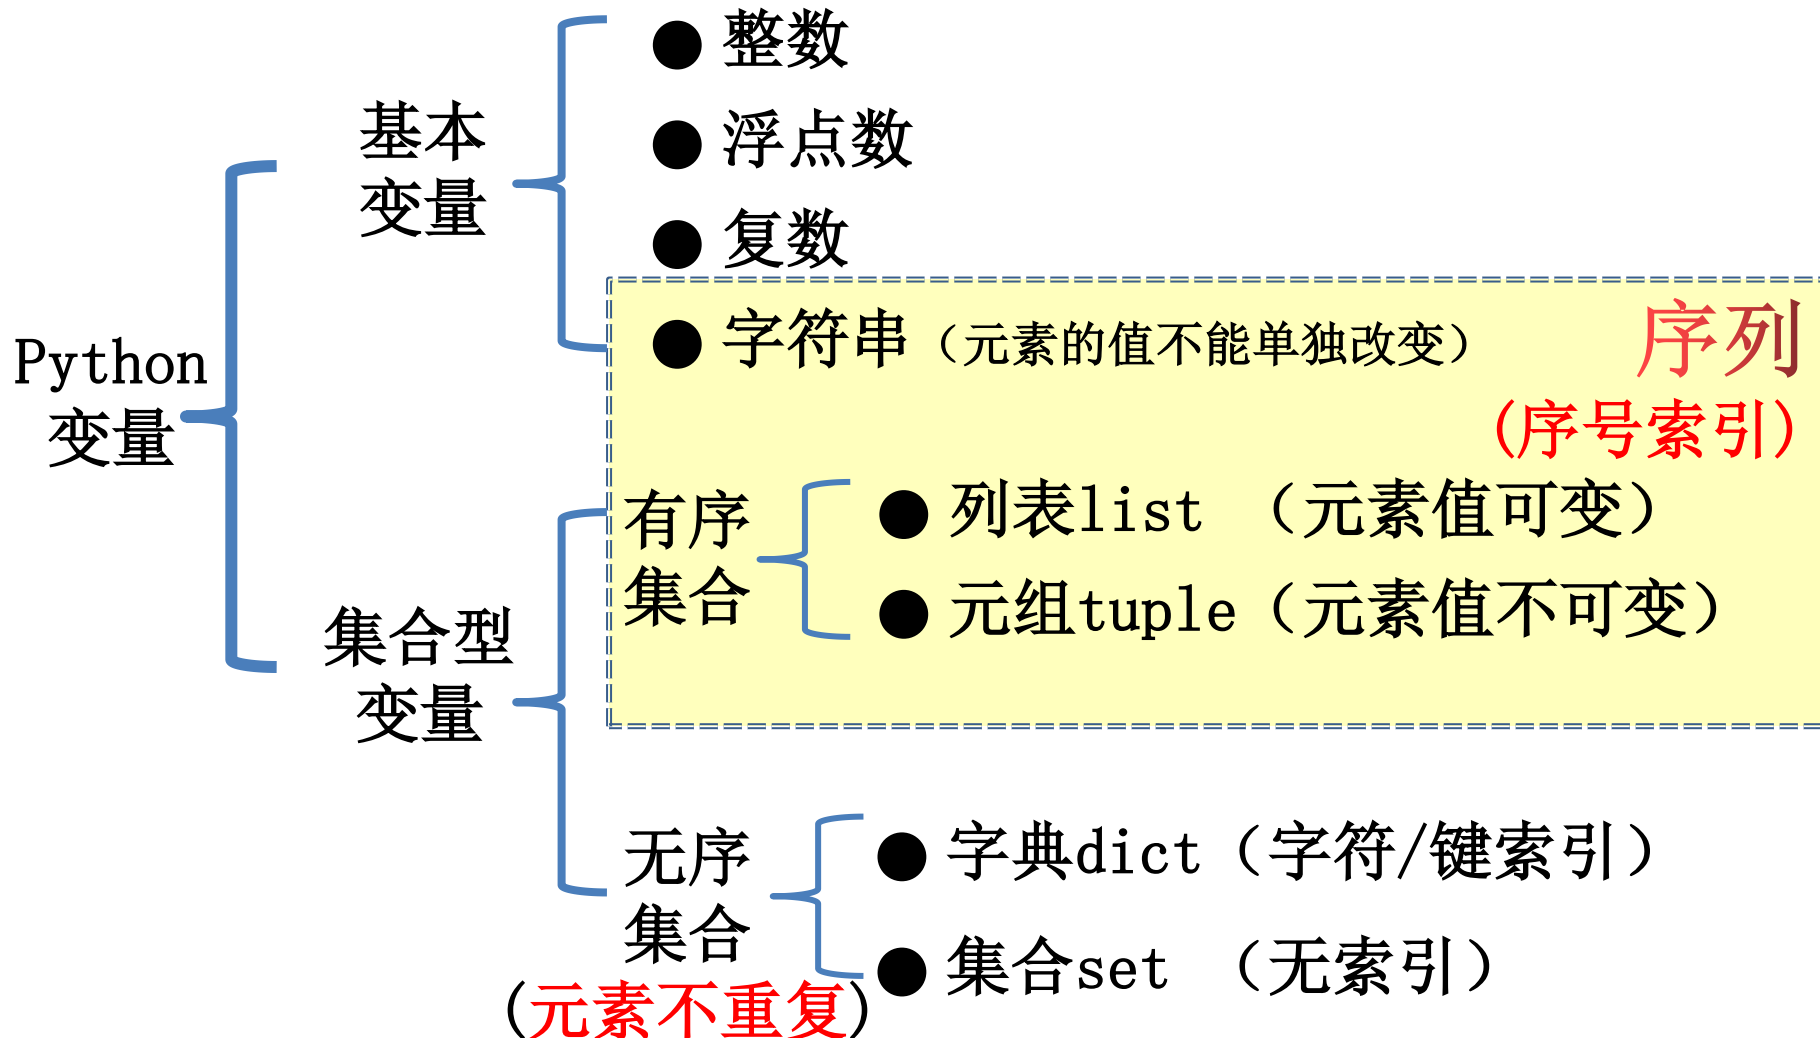 Python
变量
基本
变量
● 整数
● 浮点数
● 复数
● 字符串（元素的值不能单独改变）
序列
(序号索引)
集合型
变量
有序
集合
● 列表list （元素值可变）
● 元组tuple（元素值不可变）
无序
集合
(元素不重复)
● 字典dict（字符/键索引）
● 集合set （无索引）